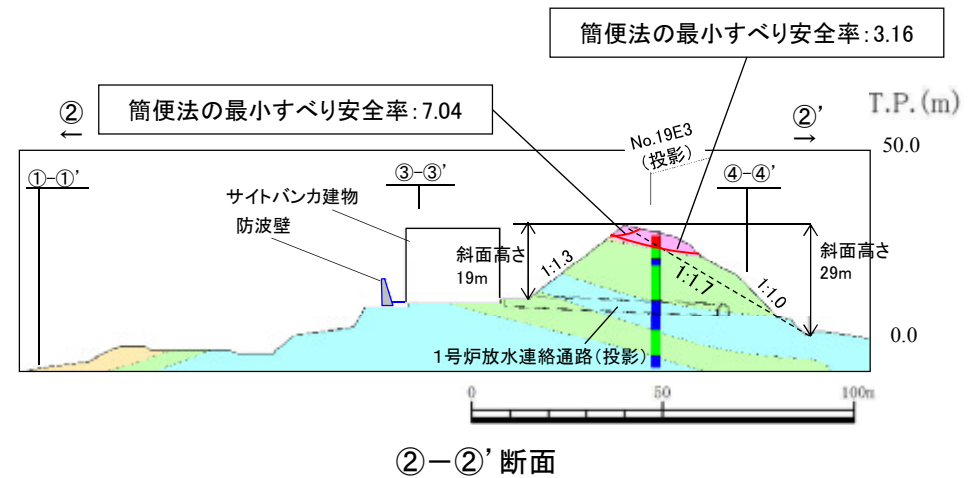 簡便法の最小すべり安全率：3.16
簡便法の最小すべり安全率：7.04
T.P.(m)
②
←
②’
→
No.19E3
(投影)
50.0
①-①’
③-③’
④-④’
サイトバンカ建物
防波壁
斜面高さ
19m
1:1.3
1:1.7
1:1.0
斜面高さ
29m
0.0
1号炉放水連絡通路(投影)
0
50
100m
②－②’断面